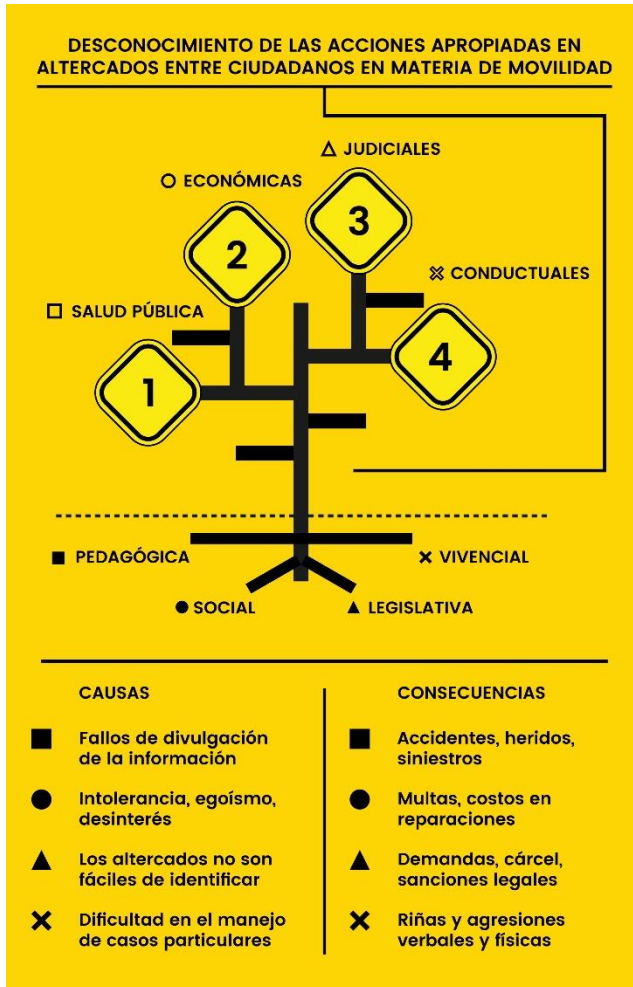 DESCONOCIMIENTO DE LAS ACCIONES APROPIADAS EN
ALTERCADOS ENTRE CIUDADANOS EN MATERIA DE MOVILIDAD
JUDICIALES
ECONÓMICAS
3
2
CONDUCTUALES
SALUD PÚBLICA
4
1
PEDAGÓGICA
VIVENCIAL
SOCIAL
LEGISLATIVA
CAUSAS
Fallos de divulgación
de la información
Intolerancia, egoísmo,
desinterés
Los altercados no son
fáciles de identificar
Dificultad en el manejo
de casos particulares
CONSECUENCIAS
Accidentes, heridos,
siniestros
Multas, costos en
reparaciones
Demandas, cárcel,
sanciones legales
Riñas y agresiones
verbales y físicas